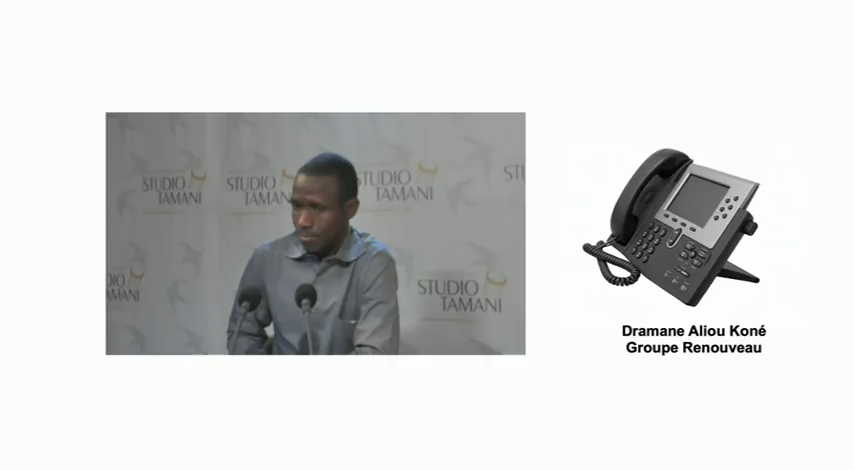 STUDIO
TAMANI
STUDIO
TAMANI
STUDIO
TAMANI
STUDIO
TAMANI
Dramane Aliou Koné
Groupe Renouveau